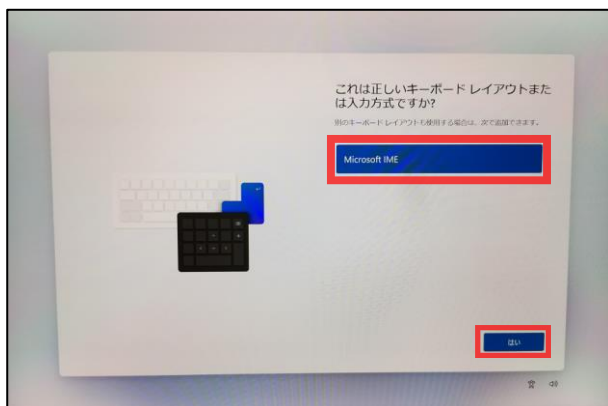 これは正しいキーボード レイアウトまた
は入力方式ですか?
別のキーボード レイアウトも使用する場合は、次で追加できます。
Microsoft IME
はい